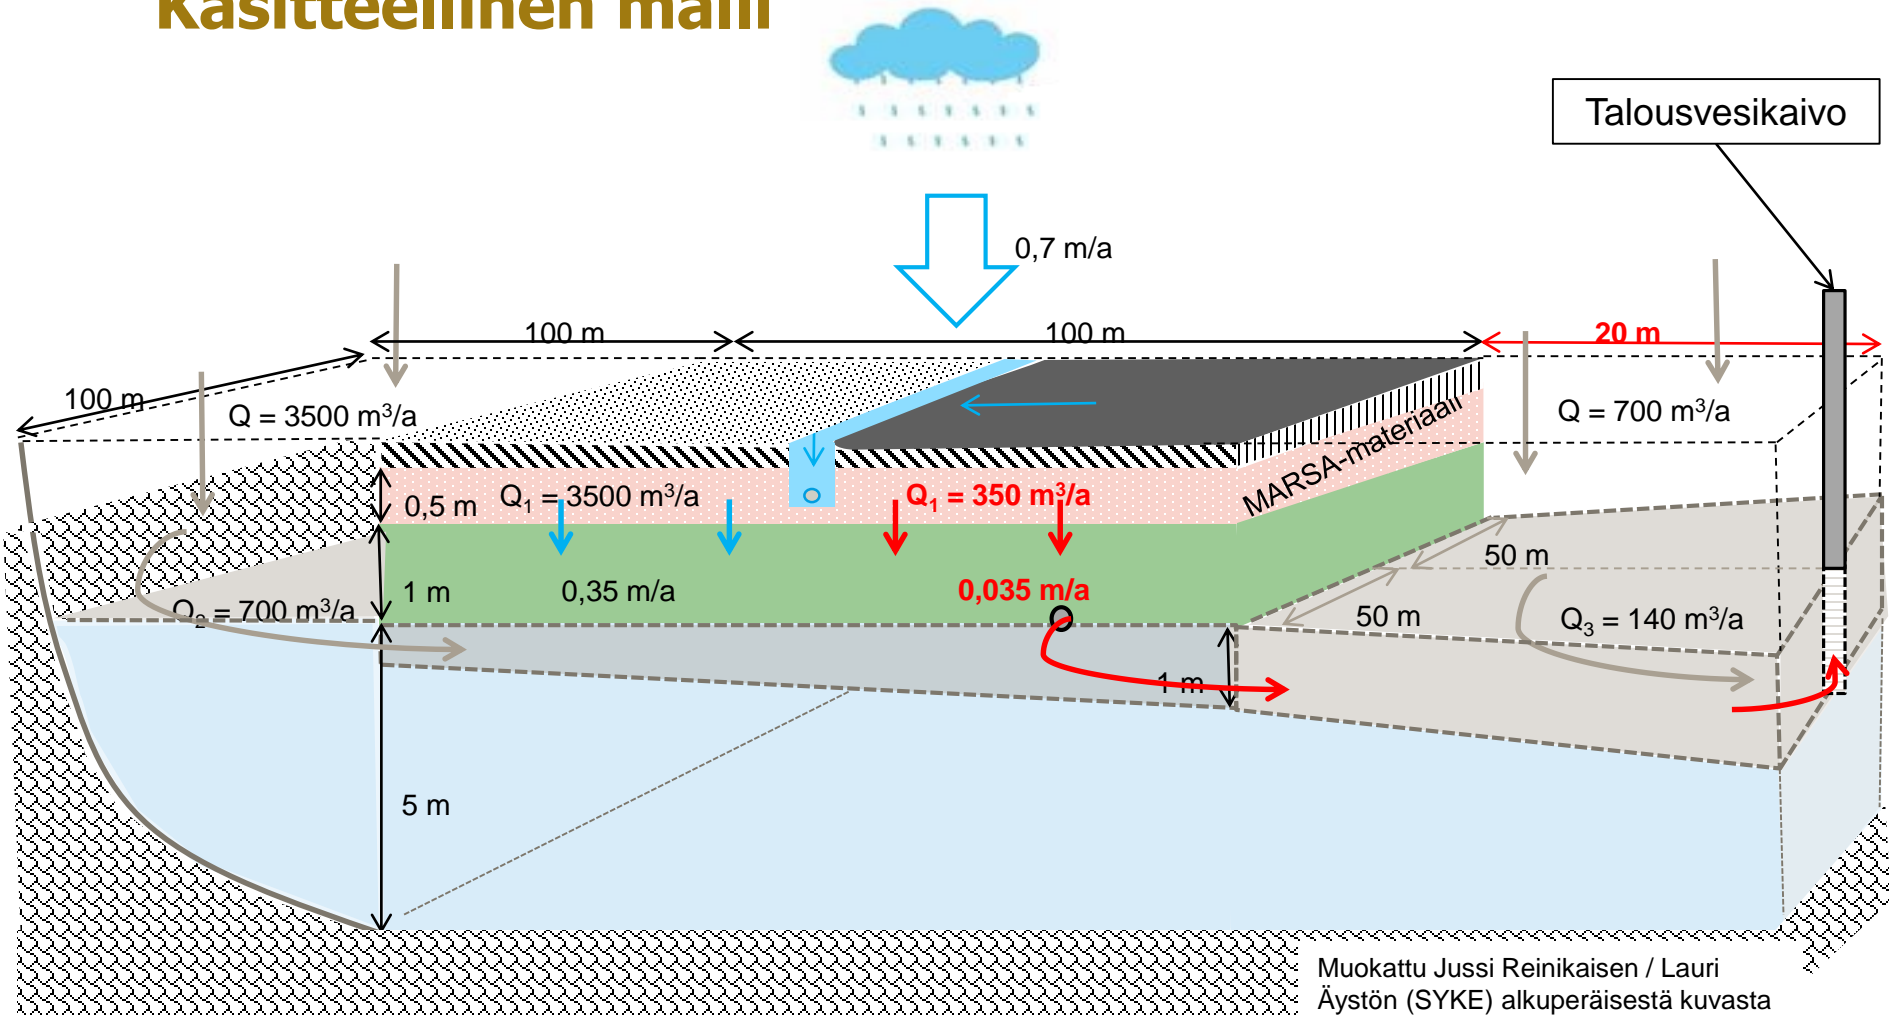 Käsitteellinen malli
Talousvesikaivo
0,7 m/a
100 m
100 m
20 m
100 m
Q = 3500 m³/a
Q = 700 m³/a
MARSA-materiaali
0,5 m
Q₁ = 3500 m³/a
Q₁ = 350 m³/a
50 m
1 m
0,35 m/a
0,035 m/a
Q₂ = 700 m³/a
50 m
Q₃ = 140 m³/a
1 m
5 m
Muokattu Jussi Reinikaisen / Lauri
Äystön (SYKE) alkuperäisestä kuvasta